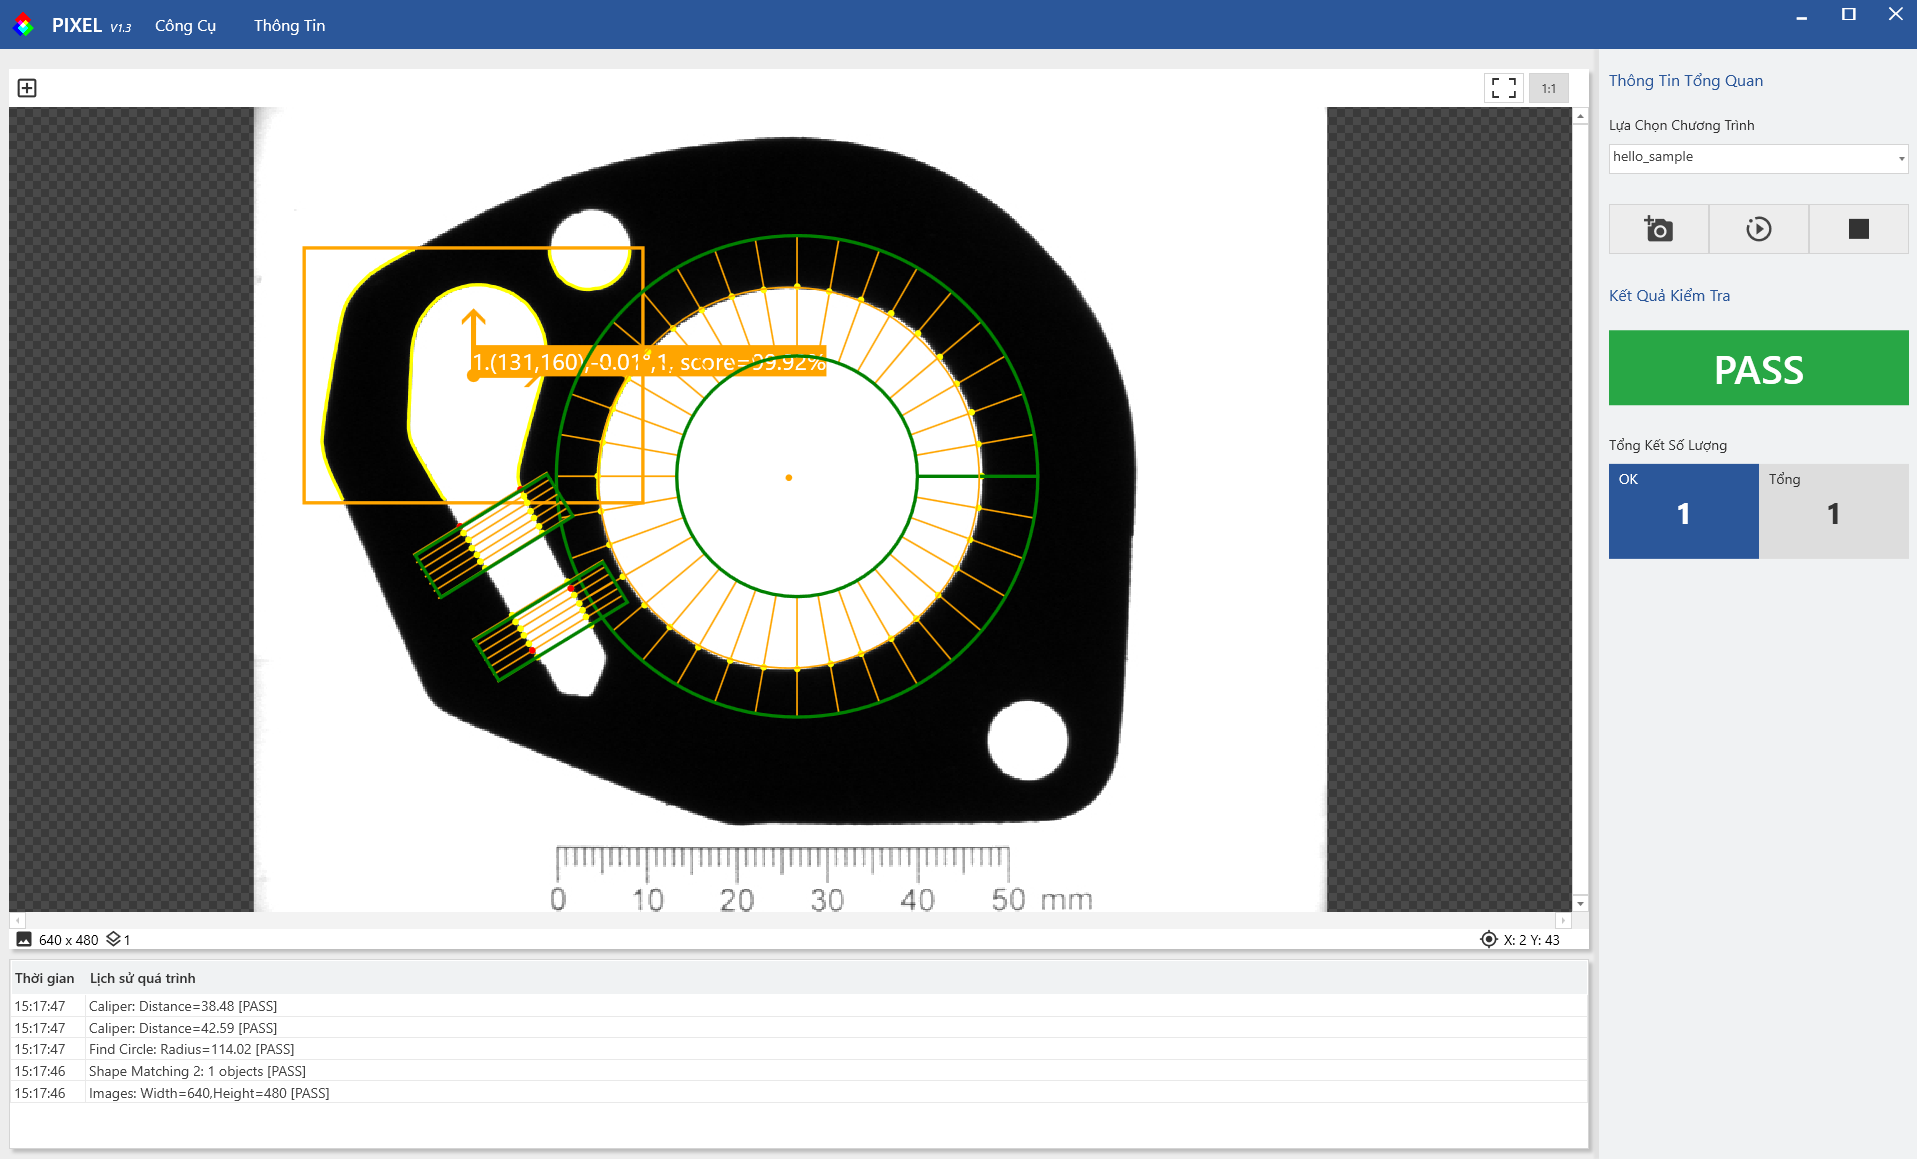 PIXEL V1.3 Công Cụ Thông Tin
1:1
1.(131,160),-0.01°,1, score=99.92%
0 10 20 30 40 50 mm
640 x 480 1 X: 2 Y: 43
Thời gian Lịch sử quá trình
15:17:47 Caliper: Distance=38.48 [PASS]
15:17:47 Caliper: Distance=42.59 [PASS]
15:17:47 Find Circle: Radius=114.02 [PASS]
15:17:46 Shape Matching 2: 1 objects [PASS]
15:17:46 Images: Width=640,Height=480 [PASS]
Thông Tin Tổng Quan
Lựa Chọn Chương Trình
hello_sample
Kết Quả Kiểm Tra
PASS
Tổng Kết Số Lượng
OK Tổng
1 1